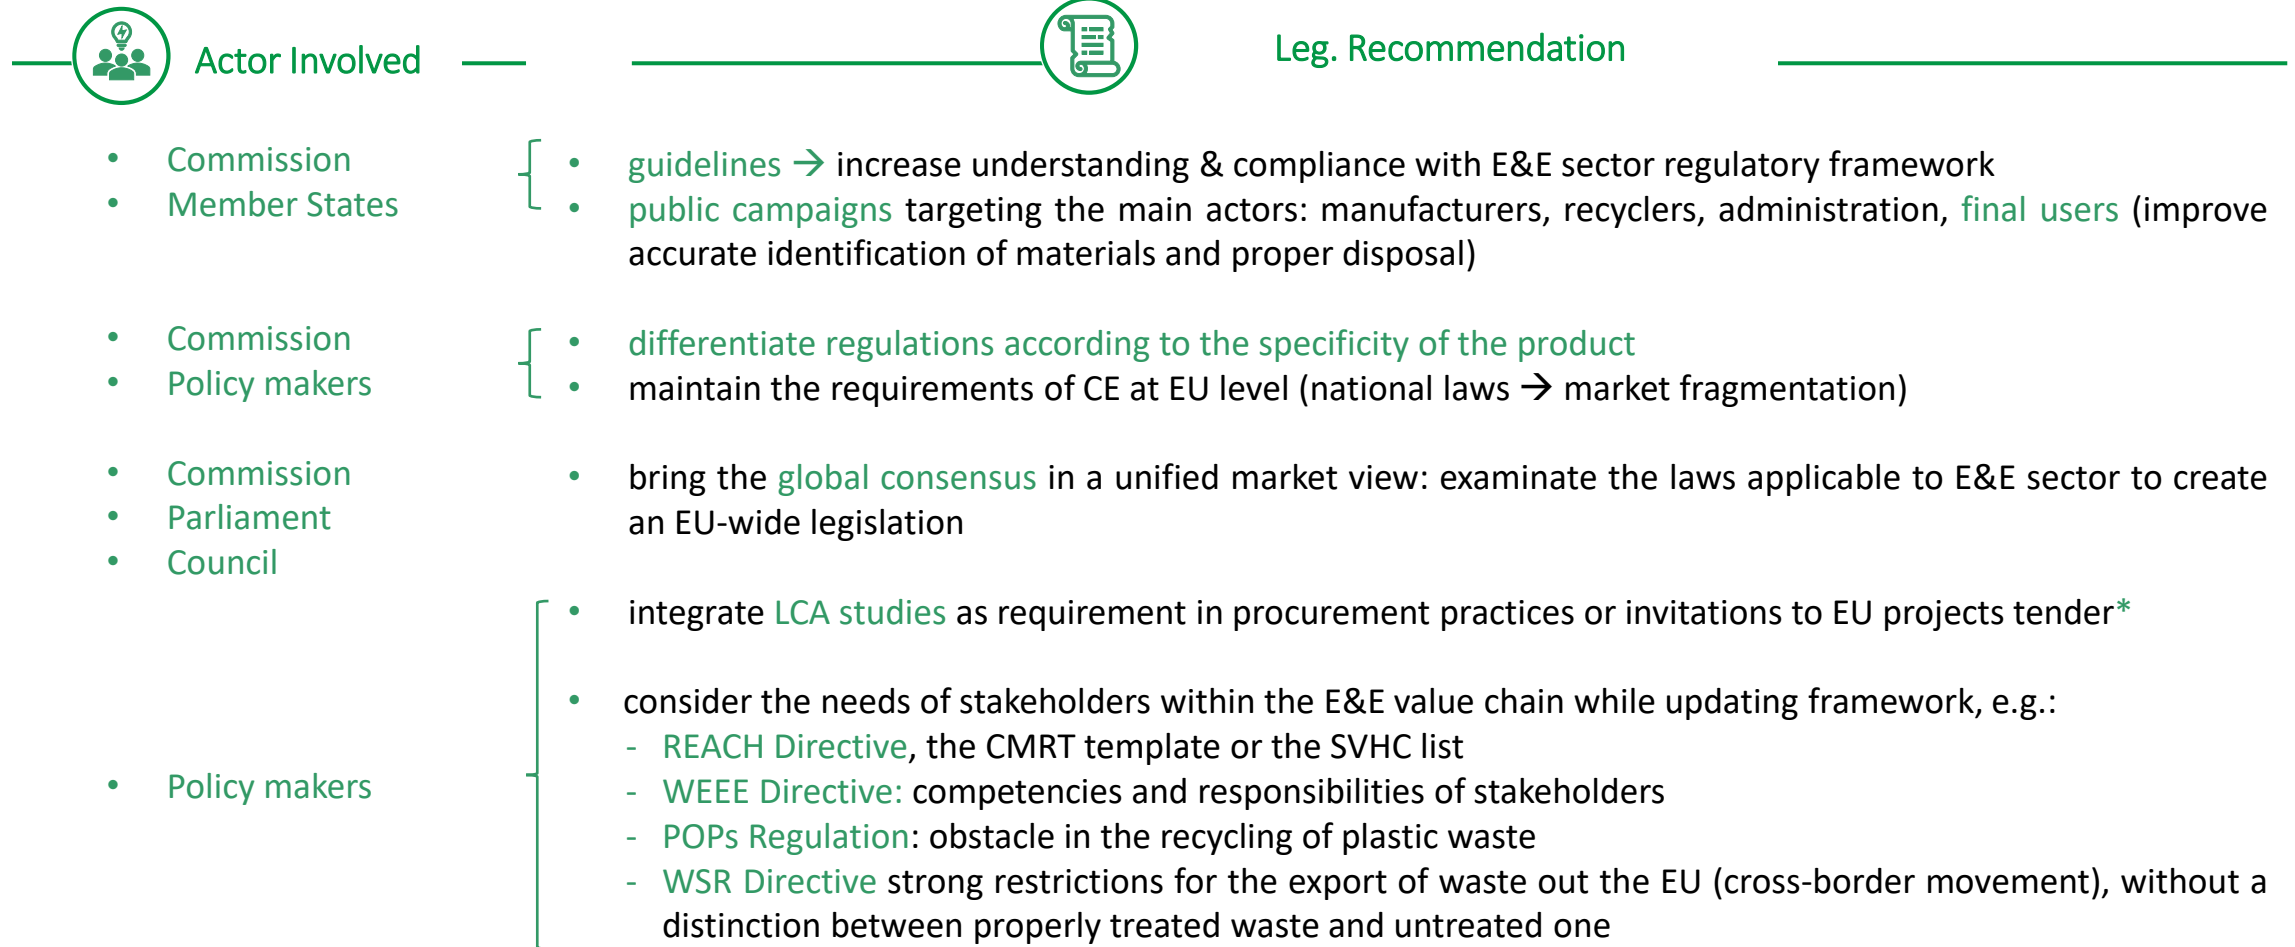 Actor Involved
Leg. Recommendation
• Commission
• Member States
• guidelines → increase understanding & compliance with E&E sector regulatory framework
• public campaigns targeting the main actors: manufacturers, recyclers, administration, final users (improve
accurate identification of materials and proper disposal)
• Commission
• Policy makers
• differentiate regulations according to the specificity of the product
• maintain the requirements of CE at EU level (national laws → market fragmentation)
• Commission
• Parliament
• Council
• bring the global consensus in a unified market view: examinate the laws applicable to E&E sector to create
an EU-wide legislation
• Policy makers
• integrate LCA studies as requirement in procurement practices or invitations to EU projects tender*
• consider the needs of stakeholders within the E&E value chain while updating framework, e.g.:
- REACH Directive, the CMRT template or the SVHC list
- WEEE Directive: competencies and responsibilities of stakeholders
- POPs Regulation: obstacle in the recycling of plastic waste
- WSR Directive strong restrictions for the export of waste out the EU (cross-border movement), without a
distinction between properly treated waste and untreated one